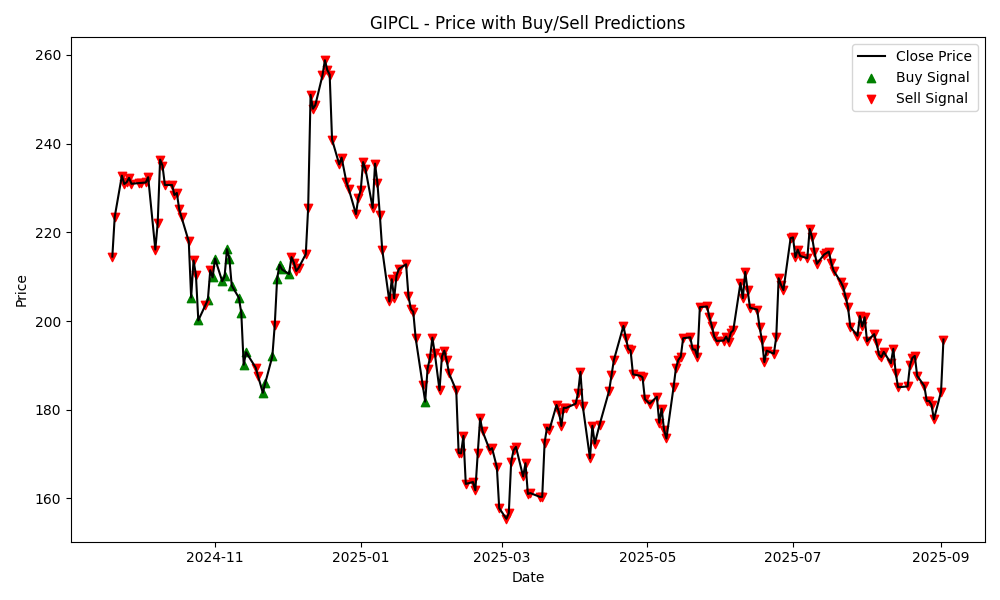 GIPCL - Price with Buy/Sell Predictions
Close Price
Buy Signal
Sell Signal
260
240
220
200
180
160
Price
2024-11
2025-01
2025-03
2025-05
2025-07
2025-09
Date